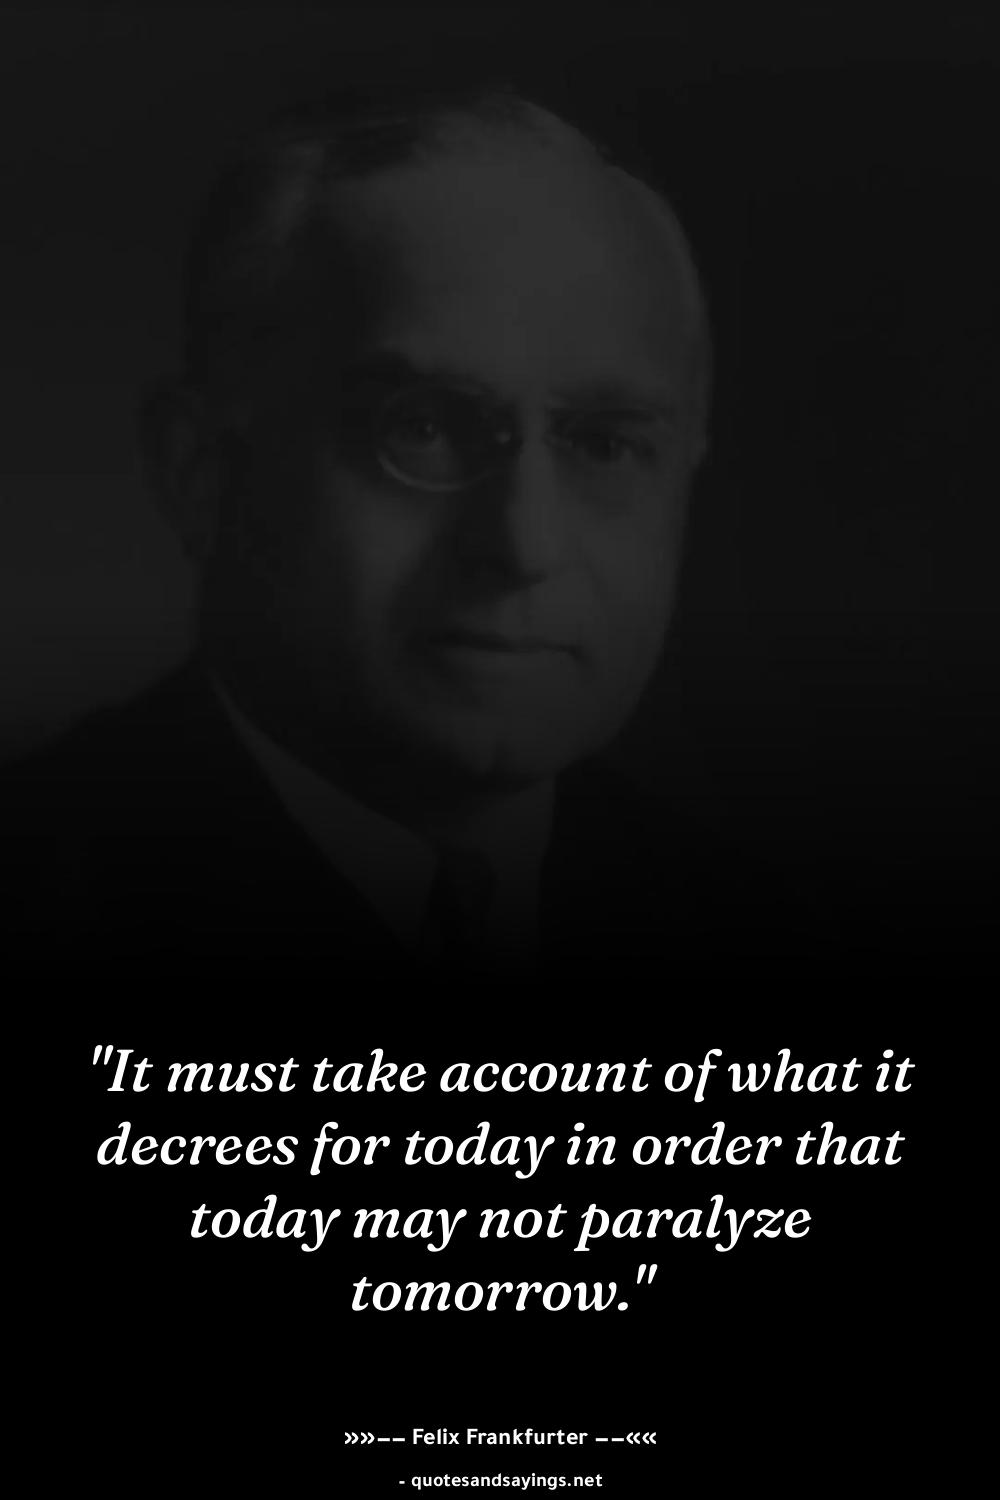 "It must take account of what it
decrees for today in order that
today may not paralyze
tomorrow."
»»−− Felix Frankfurter −−««
- quotesandsayings.net